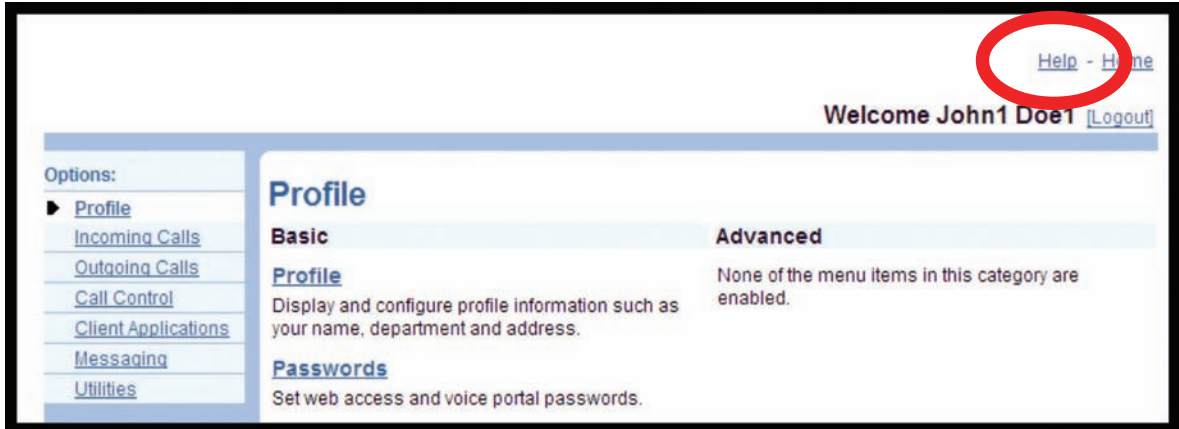 Help - Home
Welcome John1 Doe1 [Logout]
Options:
Profile
Incoming Calls
Outgoing Calls
Call Control
Client Applications
Messaging
Utilities
Profile
Basic
Profile
Display and configure profile information such as
your name, department and address.
Passwords
Set web access and voice portal passwords.
Advanced
None of the menu items in this category are
enabled.